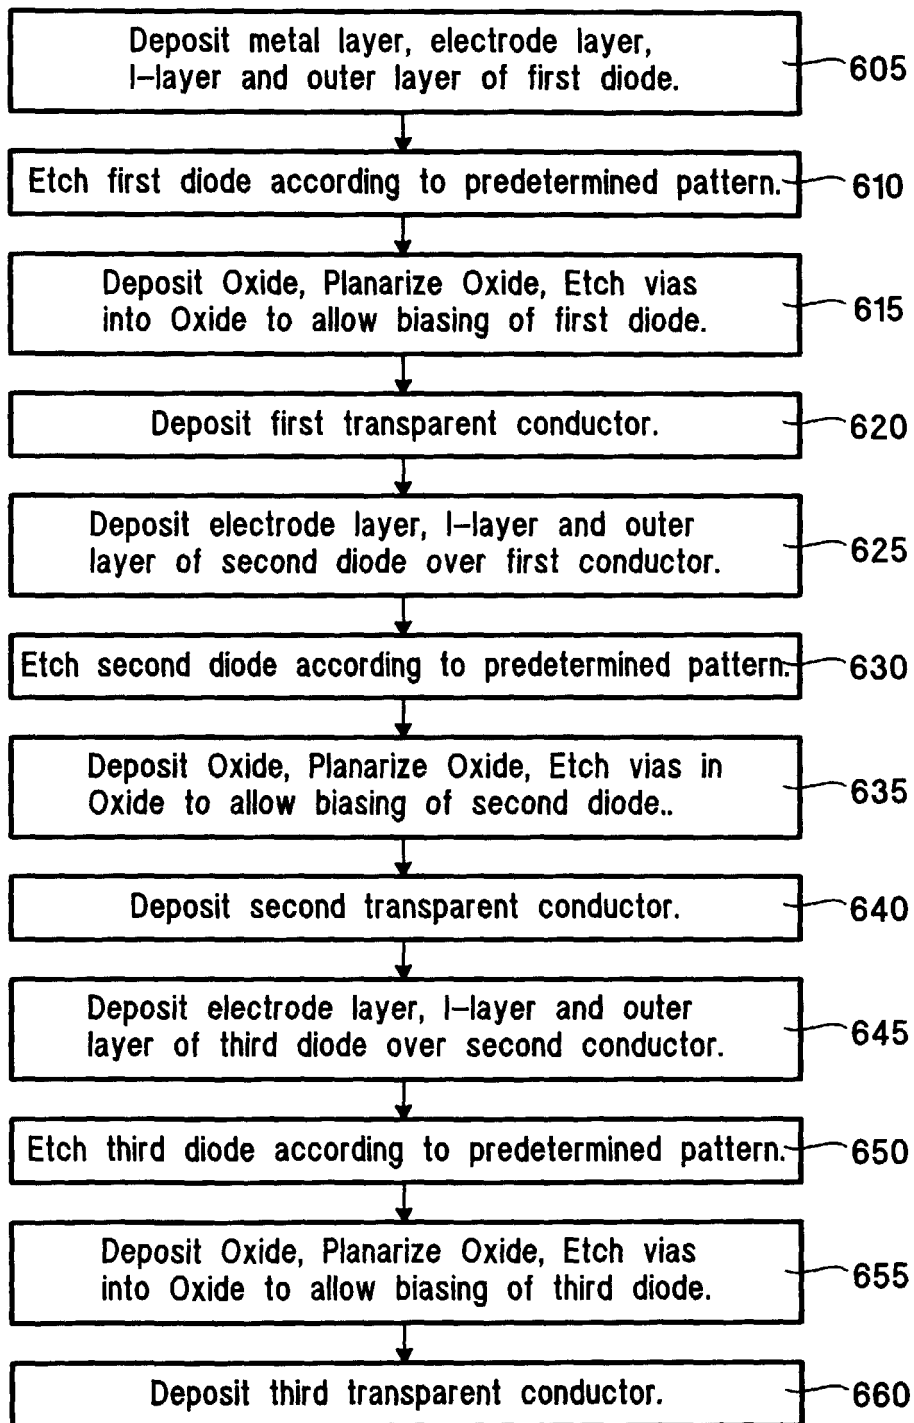 Deposit metal layer, electrode layer,
I-layer and outer layer of first diode.
605
Etch first diode according to predetermined pattern.
610
Deposit Oxide, Planarize Oxide, Etch vias
into Oxide to allow biasing of first diode.
615
Deposit first transparent conductor.
620
Deposit electrode layer, I-layer and outer
layer of second diode over first conductor.
625
Etch second diode according to predetermined pattern.
630
Deposit Oxide, Planarize Oxide, Etch vias in
Oxide to allow biasing of second diode..
635
Deposit second transparent conductor.
640
Deposit electrode layer, I-layer and outer
layer of third diode over second conductor.
645
Etch third diode according to predetermined pattern.
650
Deposit Oxide, Planarize Oxide, Etch vias
into Oxide to allow biasing of third diode.
655
Deposit third transparent conductor.
660